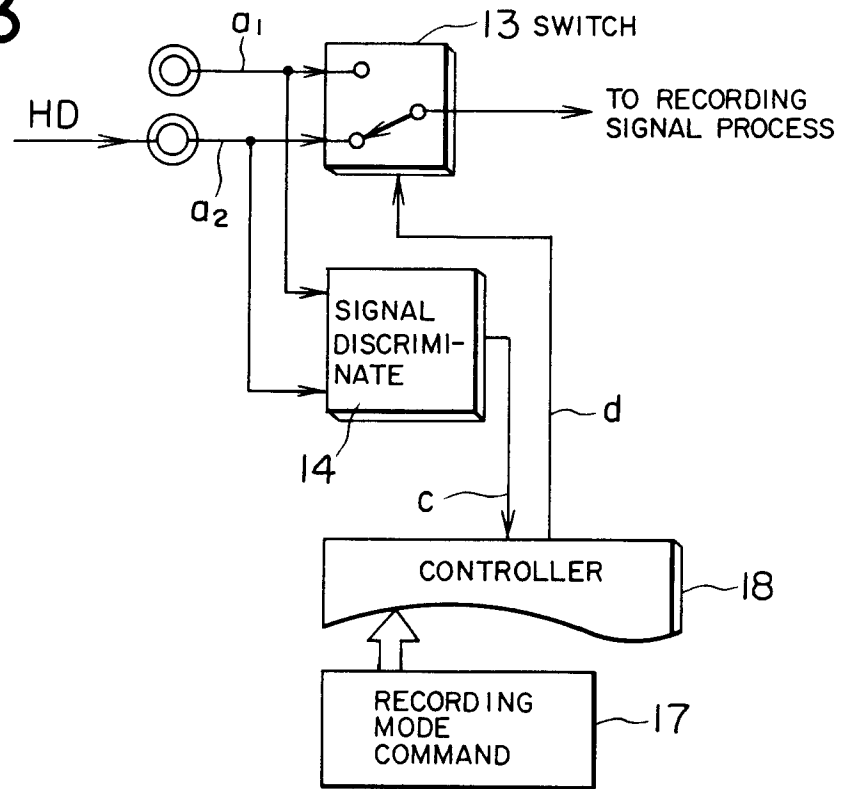 3
a1
13 SWITCH
HD
TO RECORDING
SIGNAL PROCESS
a2
SIGNAL
DISCRIMI-
NATE
14
d
c
CONTROLLER
18
RECORDING
MODE
COMMAND
17